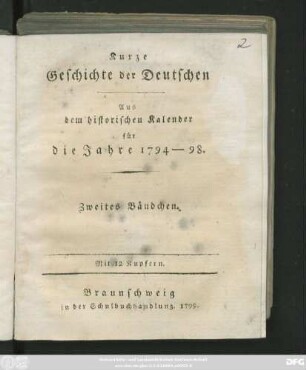 2
Kurze
Geschichte der Deutschen
Aus
dem historischen Kalender
für
die Jahre 1794—98.
Zweites Bändchen.
Mit 12 Kupfern.
Braunschweig
in der Schulbuchhandlung. 1798.